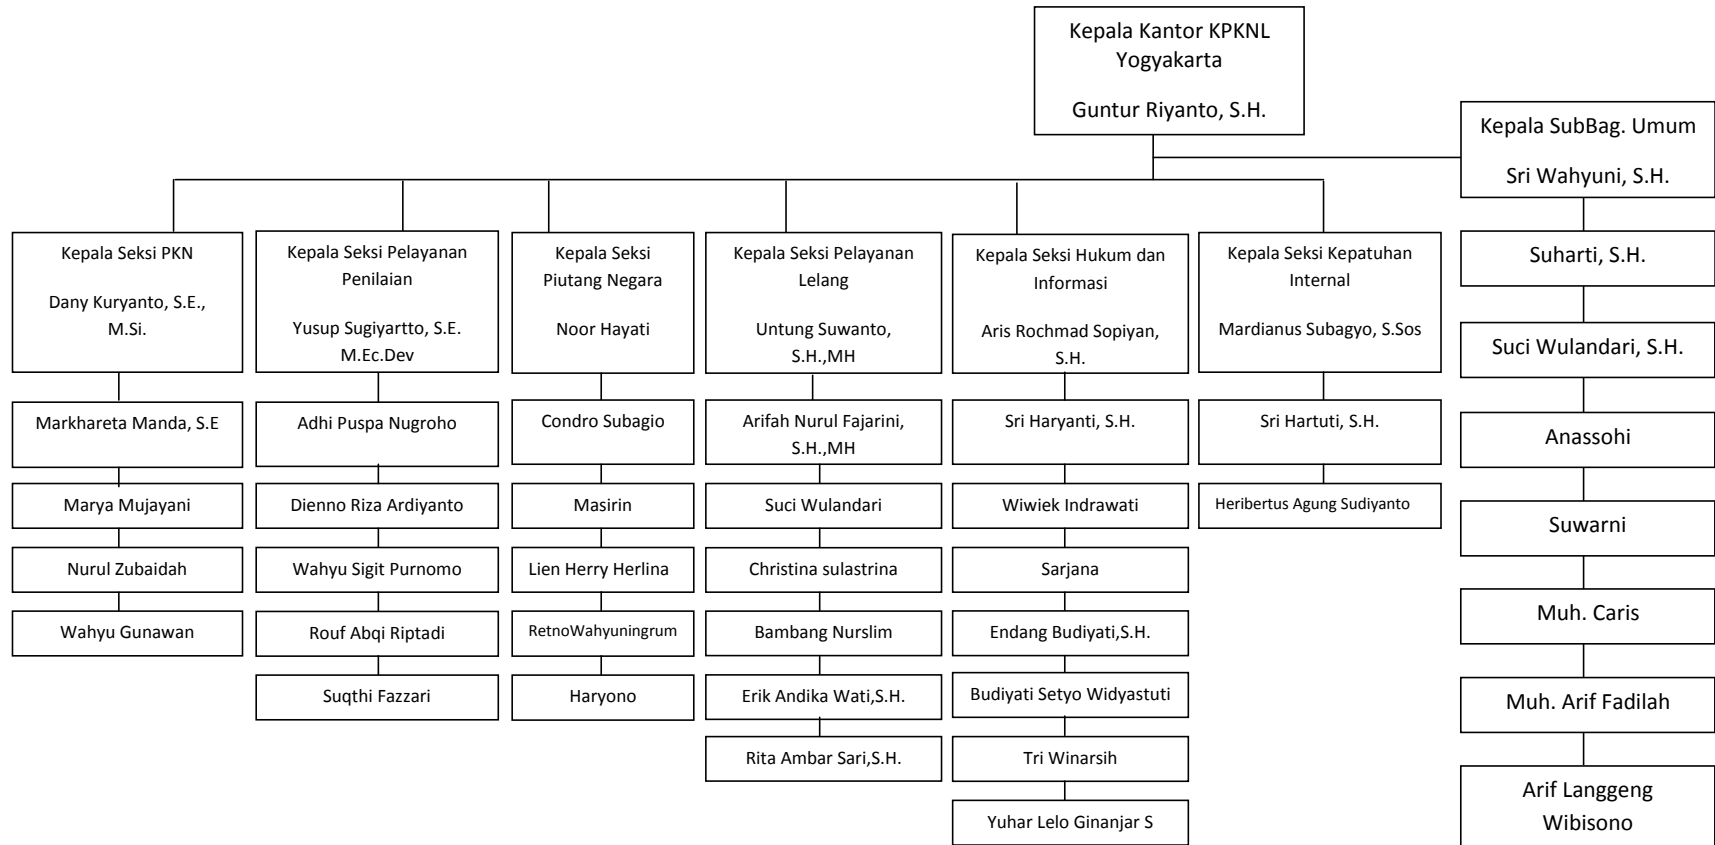 Kepala Kantor KPKNL
Yogyakarta
Guntur Riyanto, S.H.
Kepala SubBag. Umum
Sri Wahyuni, S.H.
Kepala Seksi PKN
Dany Kuryanto, S.E.,
M.Si.
Kepala Seksi Pelayanan
Penilaian
Yusup Sugiyartto, S.E.
M.Ec.Dev
Kepala Seksi
Piutang Negara
Noor Hayati
Kepala Seksi Pelayanan
Lelang
Untung Suwanto,
S.H.,MH
Kepala Seksi Hukum dan
Informasi
Aris Rochmad Sopiyan,
S.H.
Kepala Seksi Kepatuhan
Internal
Mardianus Subagyo, S.Sos
Suharti, S.H.
Suci Wulandari, S.H.
Markhareta Manda, S.E
Adhi Puspa Nugroho
Condro Subagio
Arifah Nurul Fajarini,
S.H.,MH
Sri Haryanti, S.H.
Sri Hartuti, S.H.
Anassohi
Marya Mujayani
Dienno Riza Ardiyanto
Masirin
Suci Wulandari
Wiwiek Indrawati
Heribertus Agung Sudiyanto
Suwarni
Nurul Zubaidah
Wahyu Sigit Purnomo
Lien Herry Herlina
Christina sulastrina
Sarjana
Muh. Caris
Wahyu Gunawan
Rouf Abqi Riptadi
RetnoWahyuningrum
Bambang Nurslim
Endang Budiyati,S.H.
Suqthi Fazzari
Haryono
Erik Andika Wati,S.H.
Budiyati Setyo Widyastuti
Muh. Arif Fadilah
Rita Ambar Sari,S.H.
Tri Winarsih
Arif Langgeng
Wibisono
Yuhar Lelo Ginanjar S